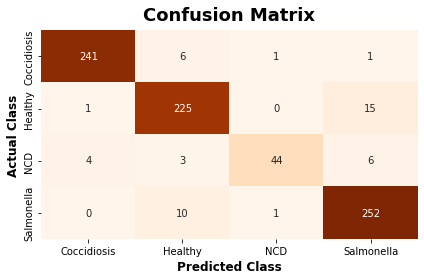 Confusion Matrix
Actual Class
Coccidiosis 241 6 1 1
Healthy 1 225 0 15
NCD 4 3 44 6
Salmonella 0 10 1 252
Coccidiosis Healthy NCD Salmonella
Predicted Class